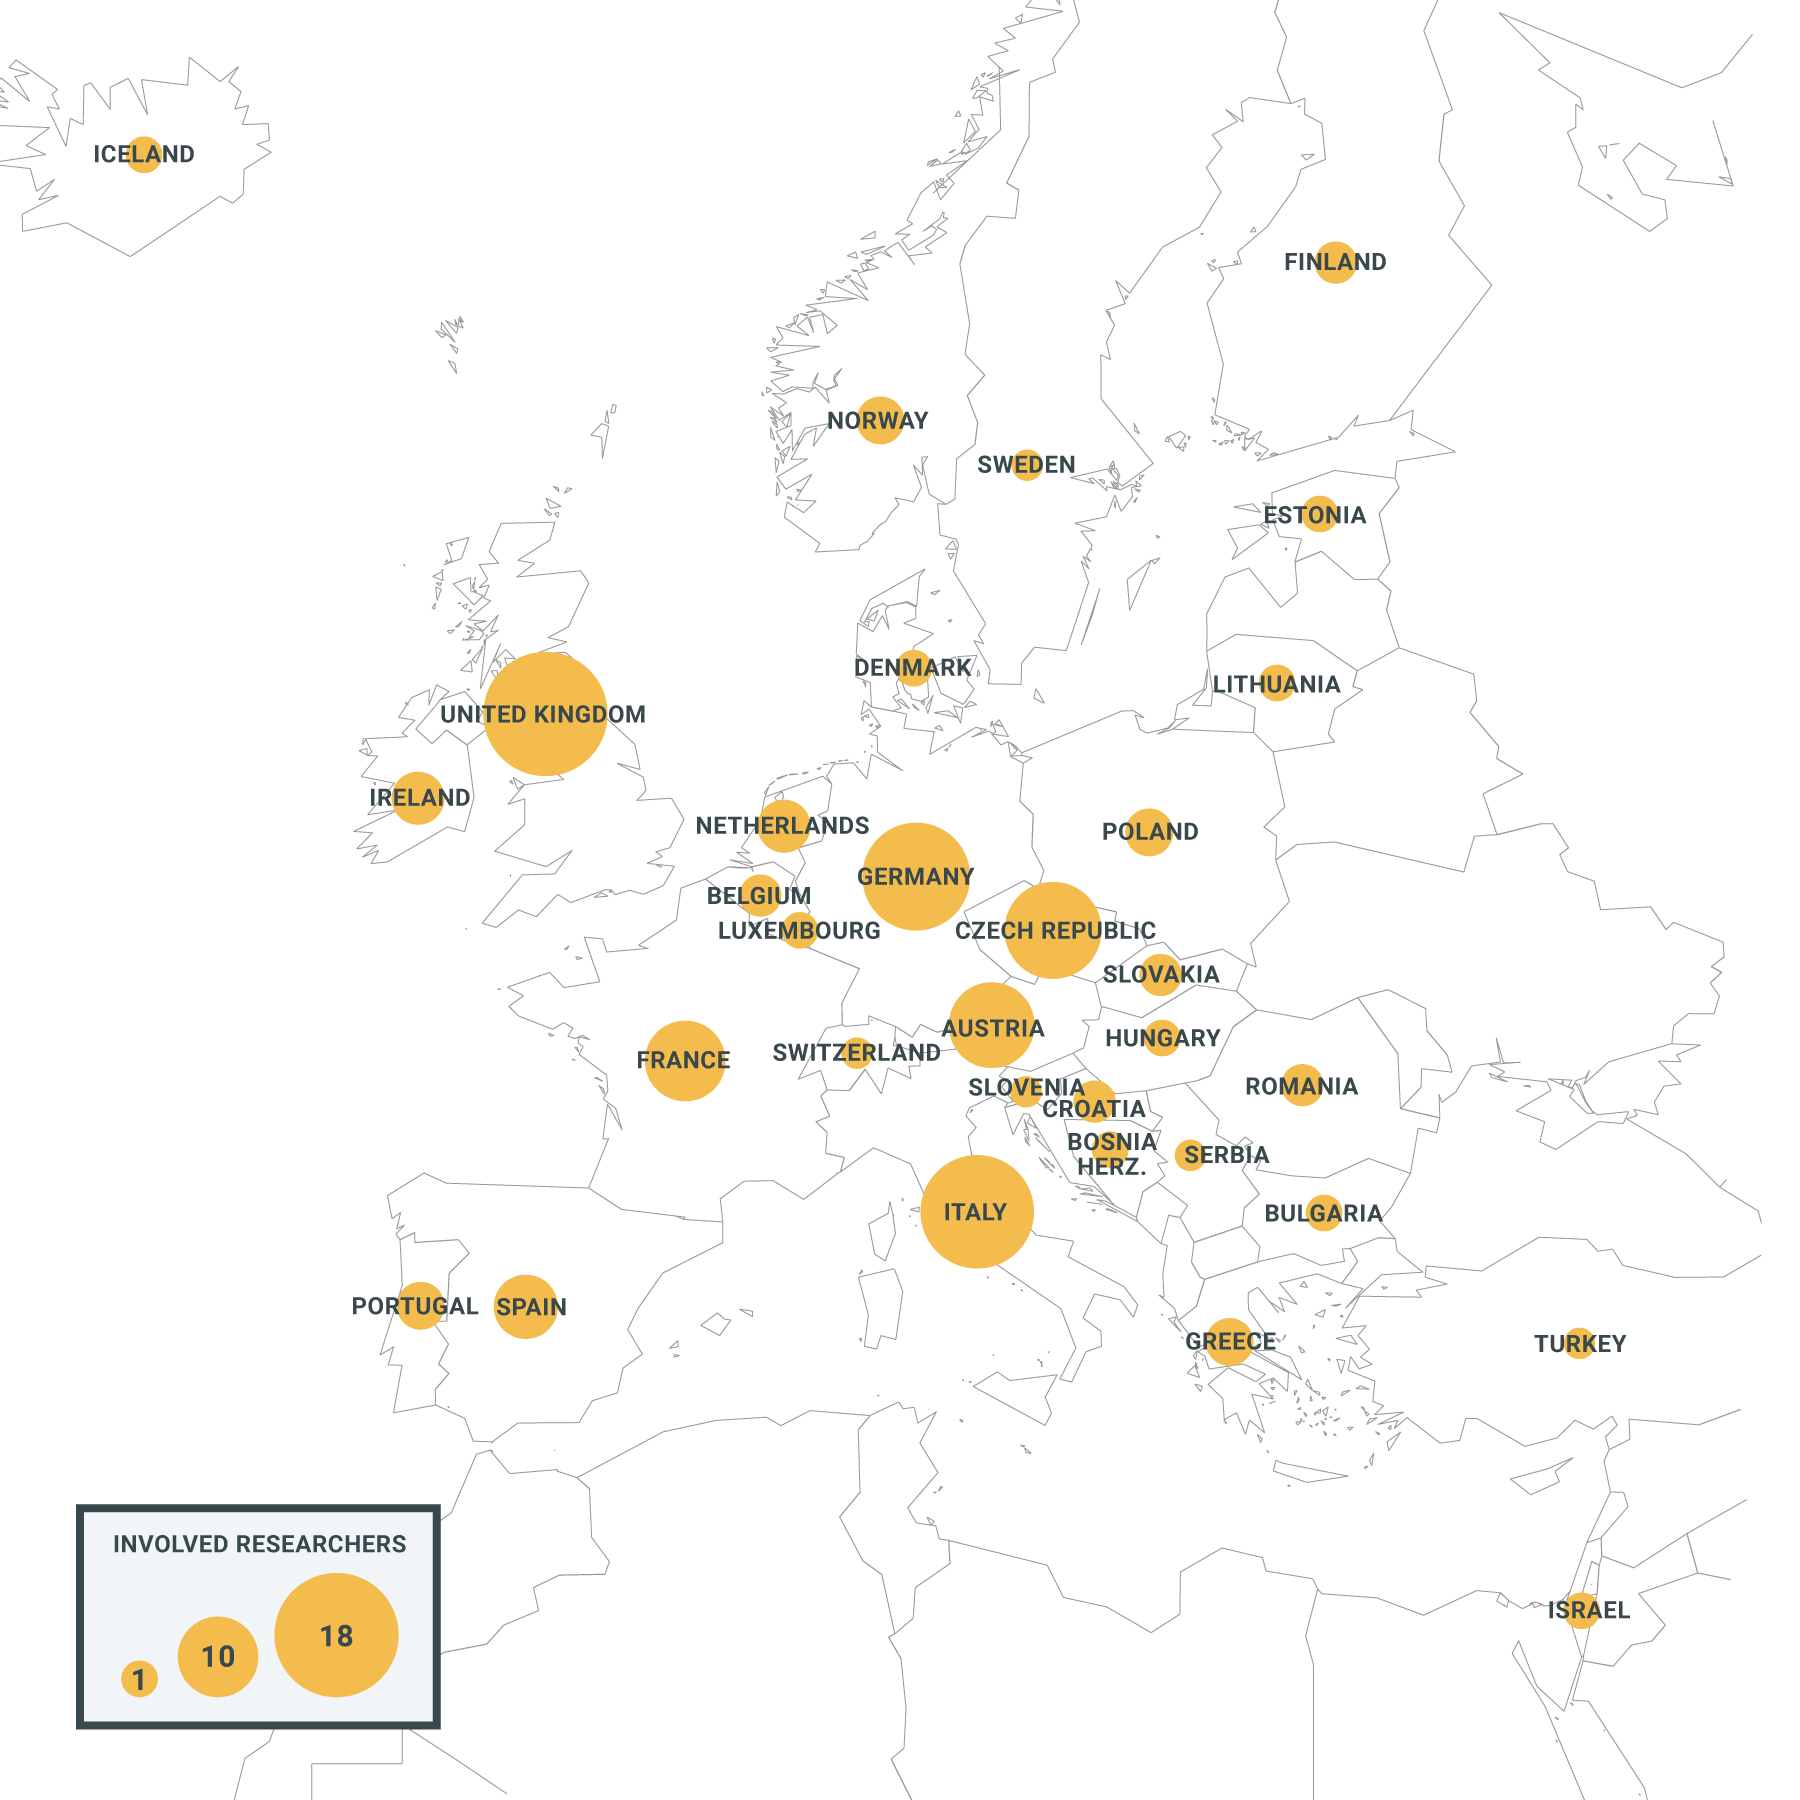 ICELAND
FINLAND
NORWAY
SWEDEN
ESTONIA
DENMARK
LITHUANIA
UNITED KINGDOM
IRELAND
NETHERLANDS
POLAND
GERMANY
BELGIUM
LUXEMBOURG
CZECH REPUBLIC
SLOVAKIA
AUSTRIA
HUNGARY
SWITZERLAND
FRANCE
SLOVENIA
ROMANIA
CROATIA
BOSNIA
HERZ.
SERBIA
ITALY
BULGARIA
PORTUGAL
SPAIN
GREECE
TURKEY
INVOLVED RESEARCHERS
1
10
18
ISRAEL